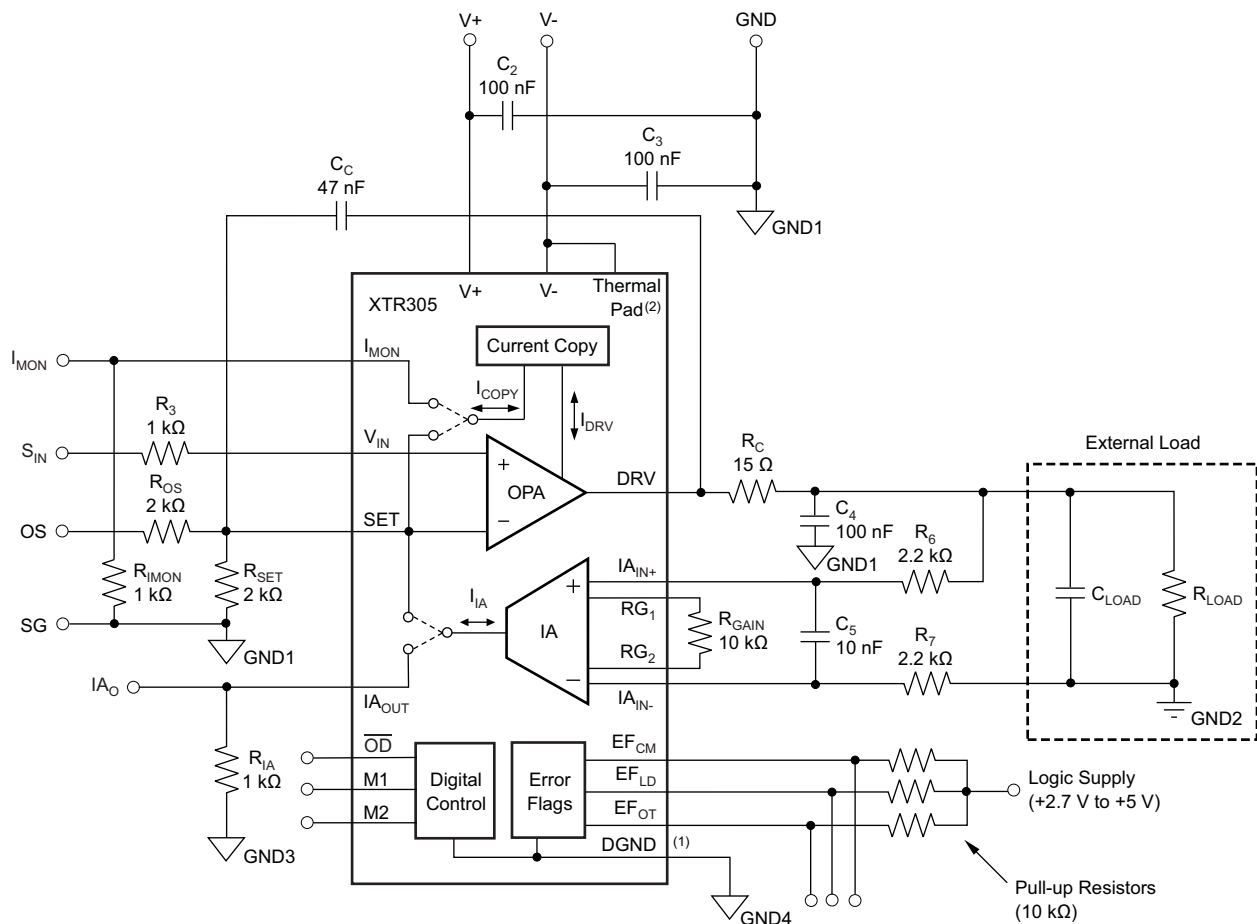 V+
V-
GND
C2
100 nF
C3
100 nF
CC
47 nF
GND1
V+
V-
Thermal
Pad(2)
XTR305
Current Copy
IMON
IMON
ICOPY
IDRV
R3
1 kΩ
SIN
VIN
+
OPA
−
DRV
RC
15 Ω
External Load
ROS
2 kΩ
OS
SET
C4
100 nF
GND1
R6
2.2 kΩ
RIMON
1 kΩ
RSET
2 kΩ
SG
GND1
IIA
IA
+
−
IAIN+
RG1
RGAIN
10 kΩ
RG2
IAIN-
C5
10 nF
R7
2.2 kΩ
CLOAD
RLOAD
GND2
IAO
IAOUT
RIA
1 kΩ
GND3
OD
M1
M2
Digital
Control
Error
Flags
EFCM
EFLD
EFOT
DGND
(1)
GND4
Logic Supply
(+2.7 V to +5 V)
Pull-up Resistors
(10 kΩ)